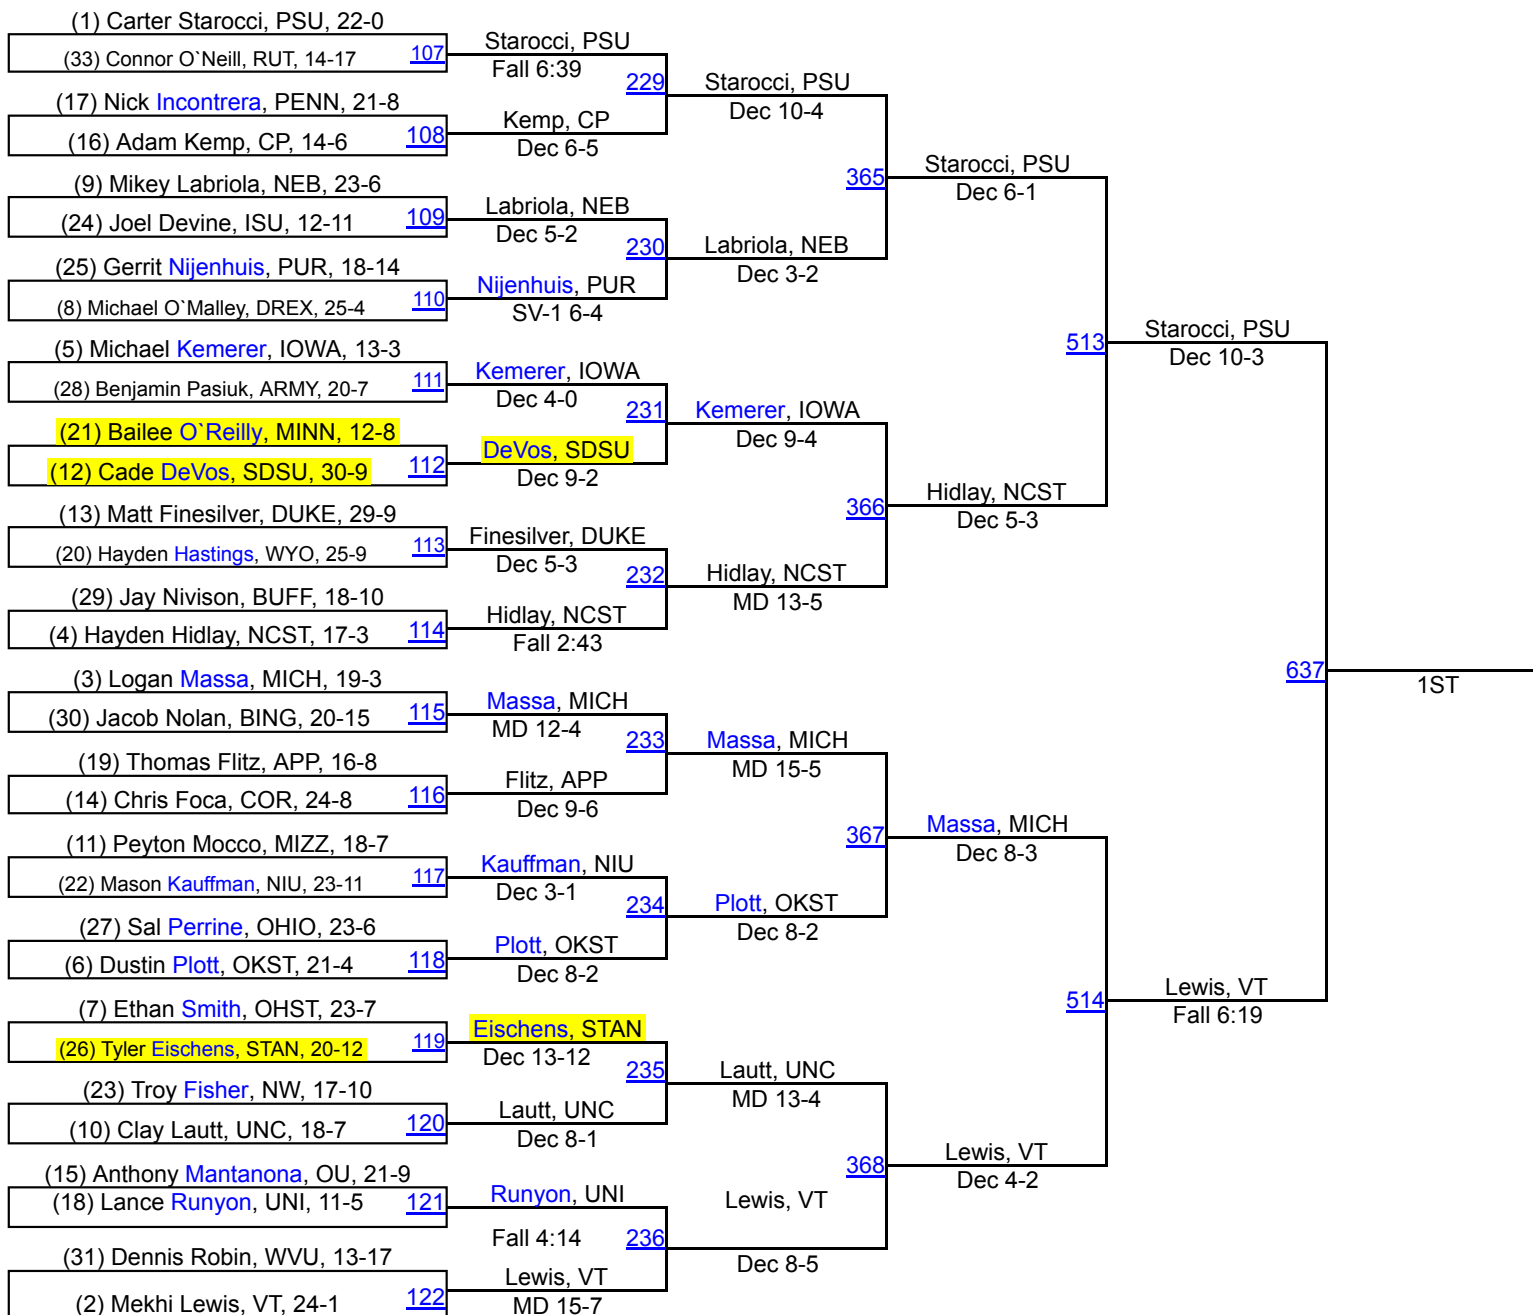 (1) Carter Starocci, PSU, 22-0
(33) Connor O`Neill, RUT, 14-17
107
(17) Nick Incontrera, PENN, 21-8
(16) Adam Kemp, CP, 14-6
108
(9) Mikey Labriola, NEB, 23-6
(24) Joel Devine, ISU, 12-11
109
(25) Gerrit Nijenhuis, PUR, 18-14
(8) Michael O`Malley, DREX, 25-4
110
(5) Michael Kemerer, IOWA, 13-3
(28) Benjamin Pasiuk, ARMY, 20-7
111
(21) Bailee O`Reilly, MINN, 12-8
(12) Cade DeVos, SDSU, 30-9
112
(13) Matt Finesilver, DUKE, 29-9
(20) Hayden Hastings, WYO, 25-9
113
(29) Jay Nivison, BUFF, 18-10
(4) Hayden Hidlay, NCST, 17-3
114
(3) Logan Massa, MICH, 19-3
(30) Jacob Nolan, BING, 20-15
115
(19) Thomas Flitz, APP, 16-8
(14) Chris Foca, COR, 24-8
116
(11) Peyton Mocco, MIZZ, 18-7
(22) Mason Kauffman, NIU, 23-11
117
(27) Sal Perrine, OHIO, 23-6
(6) Dustin Plott, OKST, 21-4
118
(7) Ethan Smith, OHST, 23-7
(26) Tyler Eischens, STAN, 20-12
119
(23) Troy Fisher, NW, 17-10
(10) Clay Lautt, UNC, 18-7
120
(15) Anthony Mantanona, OU, 21-9
(18) Lance Runyon, UNI, 11-5
121
(31) Dennis Robin, WVU, 13-17
(2) Mekhi Lewis, VT, 24-1
122
Starocci, PSU
Fall 6:39
229
Kemp, CP
Dec 6-5
Labriola, NEB
Dec 5-2
230
Nijenhuis, PUR
SV-1 6-4
Kemerer, IOWA
Dec 4-0
231
DeVos, SDSU
Dec 9-2
Finesilver, DUKE
Dec 5-3
232
Hidlay, NCST
Fall 2:43
Massa, MICH
MD 12-4
233
Flitz, APP
Dec 9-6
Kauffman, NIU
Dec 3-1
234
Plott, OKST
Dec 8-2
Eischens, STAN
Dec 13-12
235
Lautt, UNC
Dec 8-1
Runyon, UNI
Fall 4:14
236
Lewis, VT
MD 15-7
Starocci, PSU
Dec 10-4
365
Labriola, NEB
Dec 3-2
Kemerer, IOWA
Dec 9-4
366
Hidlay, NCST
MD 13-5
Massa, MICH
MD 15-5
367
Plott, OKST
Dec 8-2
Lautt, UNC
MD 13-4
368
Lewis, VT
Dec 8-5
Starocci, PSU
Dec 6-1
513
Hidlay, NCST
Dec 5-3
Massa, MICH
Dec 8-3
514
Lewis, VT
Dec 4-2
Starocci, PSU
Dec 10-3
637
Lewis, VT
Fall 6:19
1ST